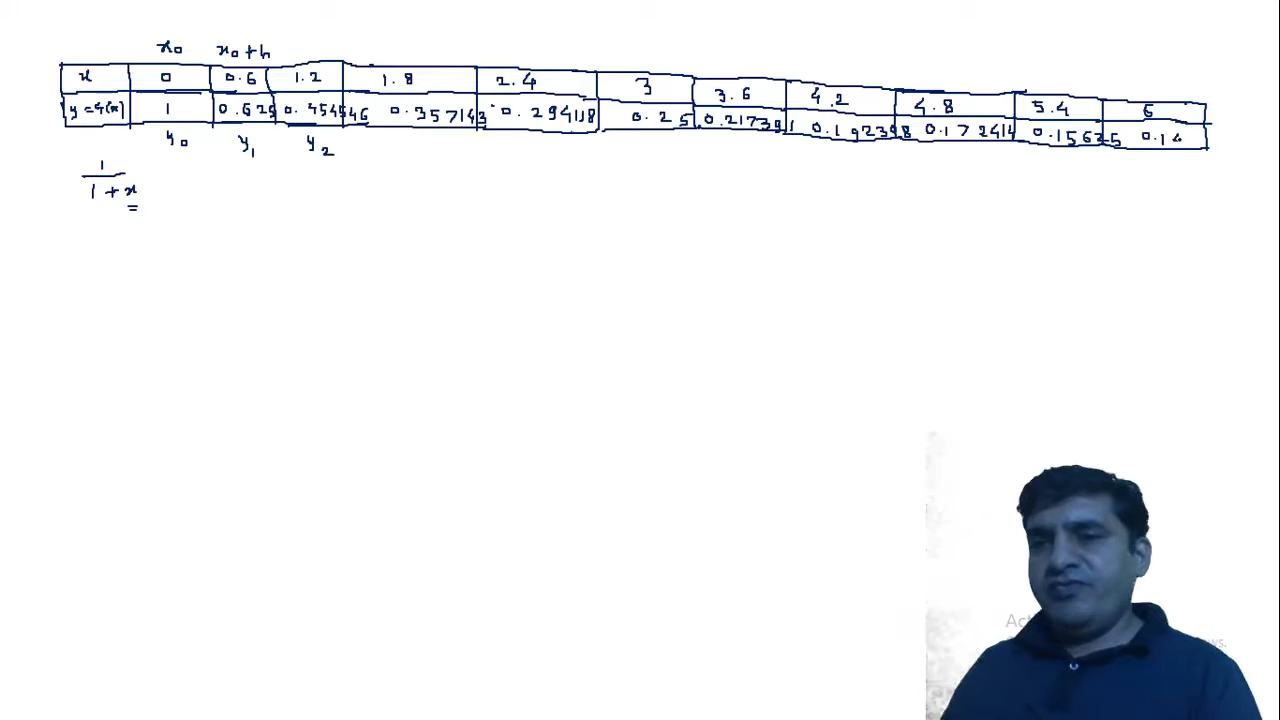 x₀ x₀+h
x 0 0.6 1.2 1.8 2.4 3 3.6 4.2 4.8 5.4 6
y=f(x) 1 0.625 0.454546 0.357143 0.294118 0.25 0.217391 0.192308 0.172414 0.15625 0.14
y₀ y₁ y₂
1
1+x